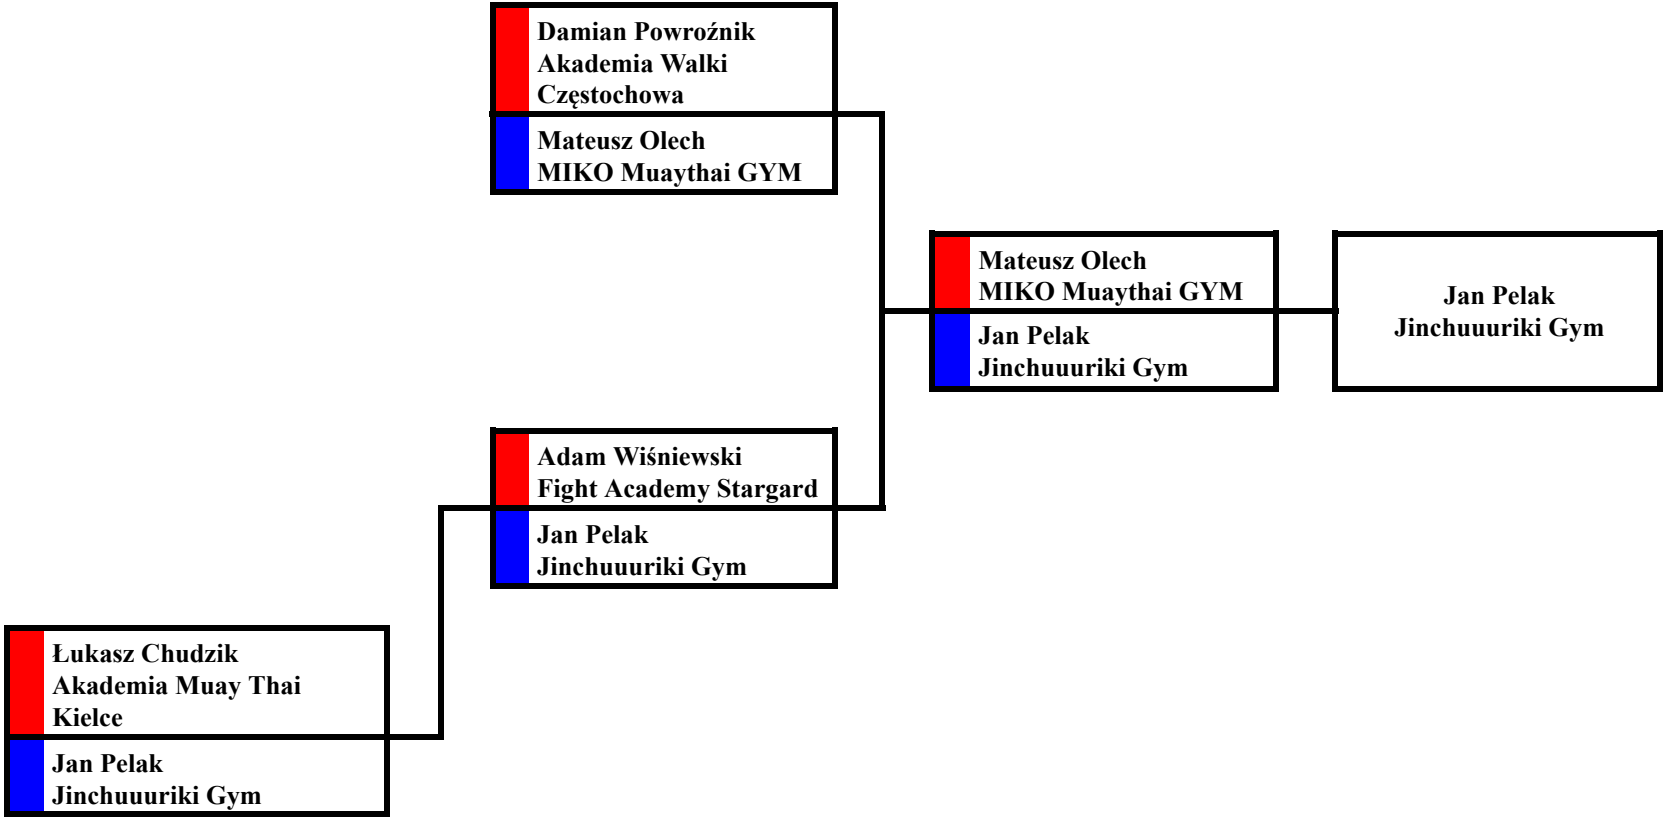 Damian Powroźnik
Akademia Walki
Częstochowa
Mateusz Olech
MIKO Muaythai GYM
Mateusz Olech
MIKO Muaythai GYM
Jan Pelak
Jinchuuuriki Gym
Jan Pelak
Jinchuuuriki Gym
Adam Wiśniewski
Fight Academy Stargard
Jan Pelak
Jinchuuuriki Gym
Łukasz Chudzik
Akademia Muay Thai
Kielce
Jan Pelak
Jinchuuuriki Gym